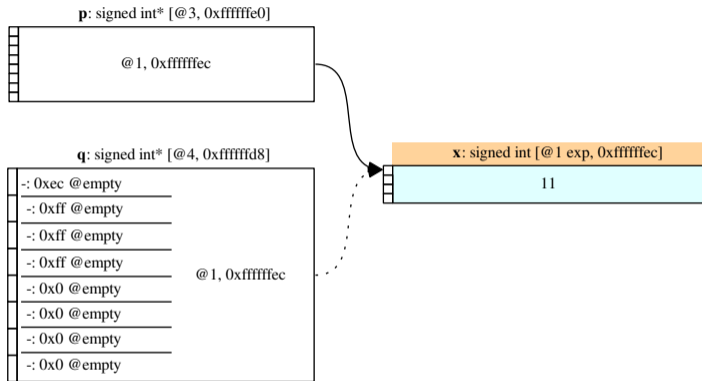 p: signed int* [@3, 0xffffffe0]
@1, 0xffffffec
q: signed int* [@4, 0xffffffd8]
x: signed int [@1 exp, 0xffffffec]
11
-: 0xec @empty
-: 0xff @empty
-: 0xff @empty
-: 0xff @empty
@1, 0xffffffec
-: 0x0 @empty
-: 0x0 @empty
-: 0x0 @empty
-: 0x0 @empty